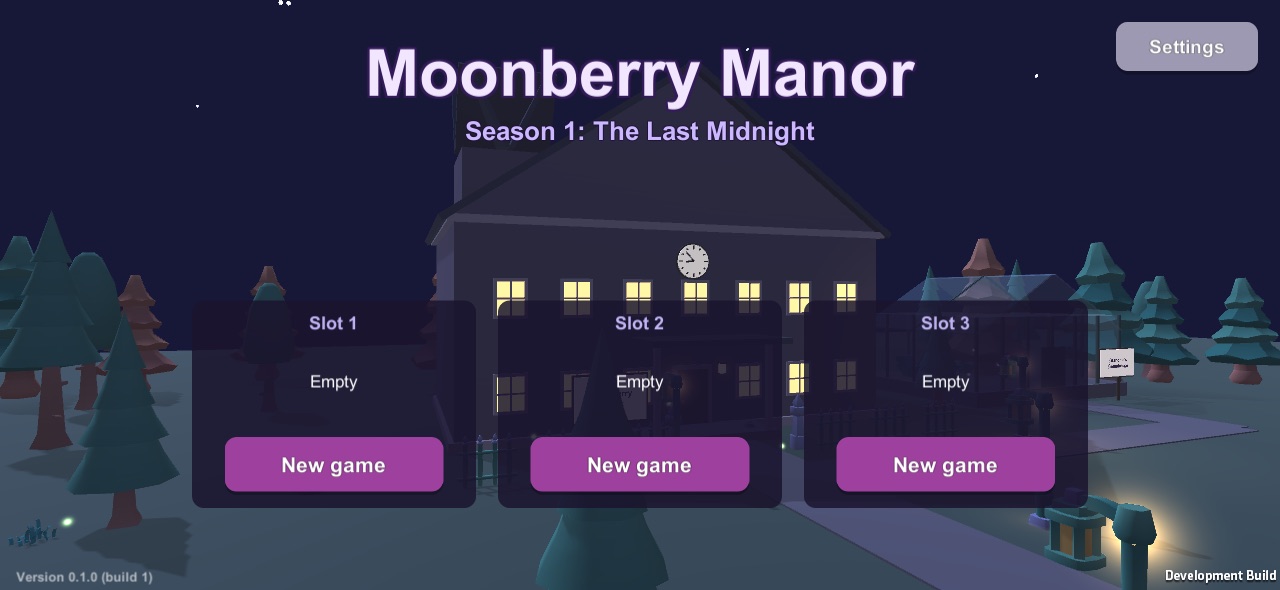 Moonberry Manor
Season 1: The Last Midnight
Settings
Slot 1
Empty
New game
Slot 2
Empty
New game
Slot 3
Empty
New game
Version 0.1.0 (build 1)
Development Build